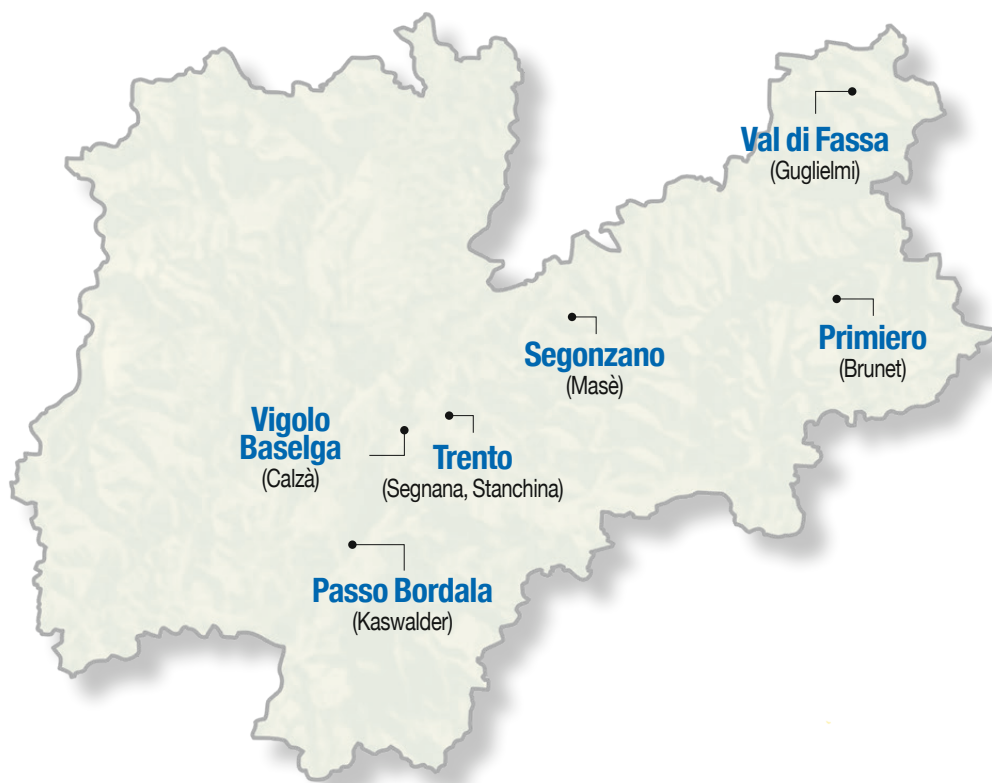 Val di Fassa
(Guglielmi)
Primiero
(Brunet)
Segonzano
(Masè)
Vigolo
Baselga
(Calzà)
Trento
(Segnana, Stanchina)
Passo Bordala
(Kaswalder)